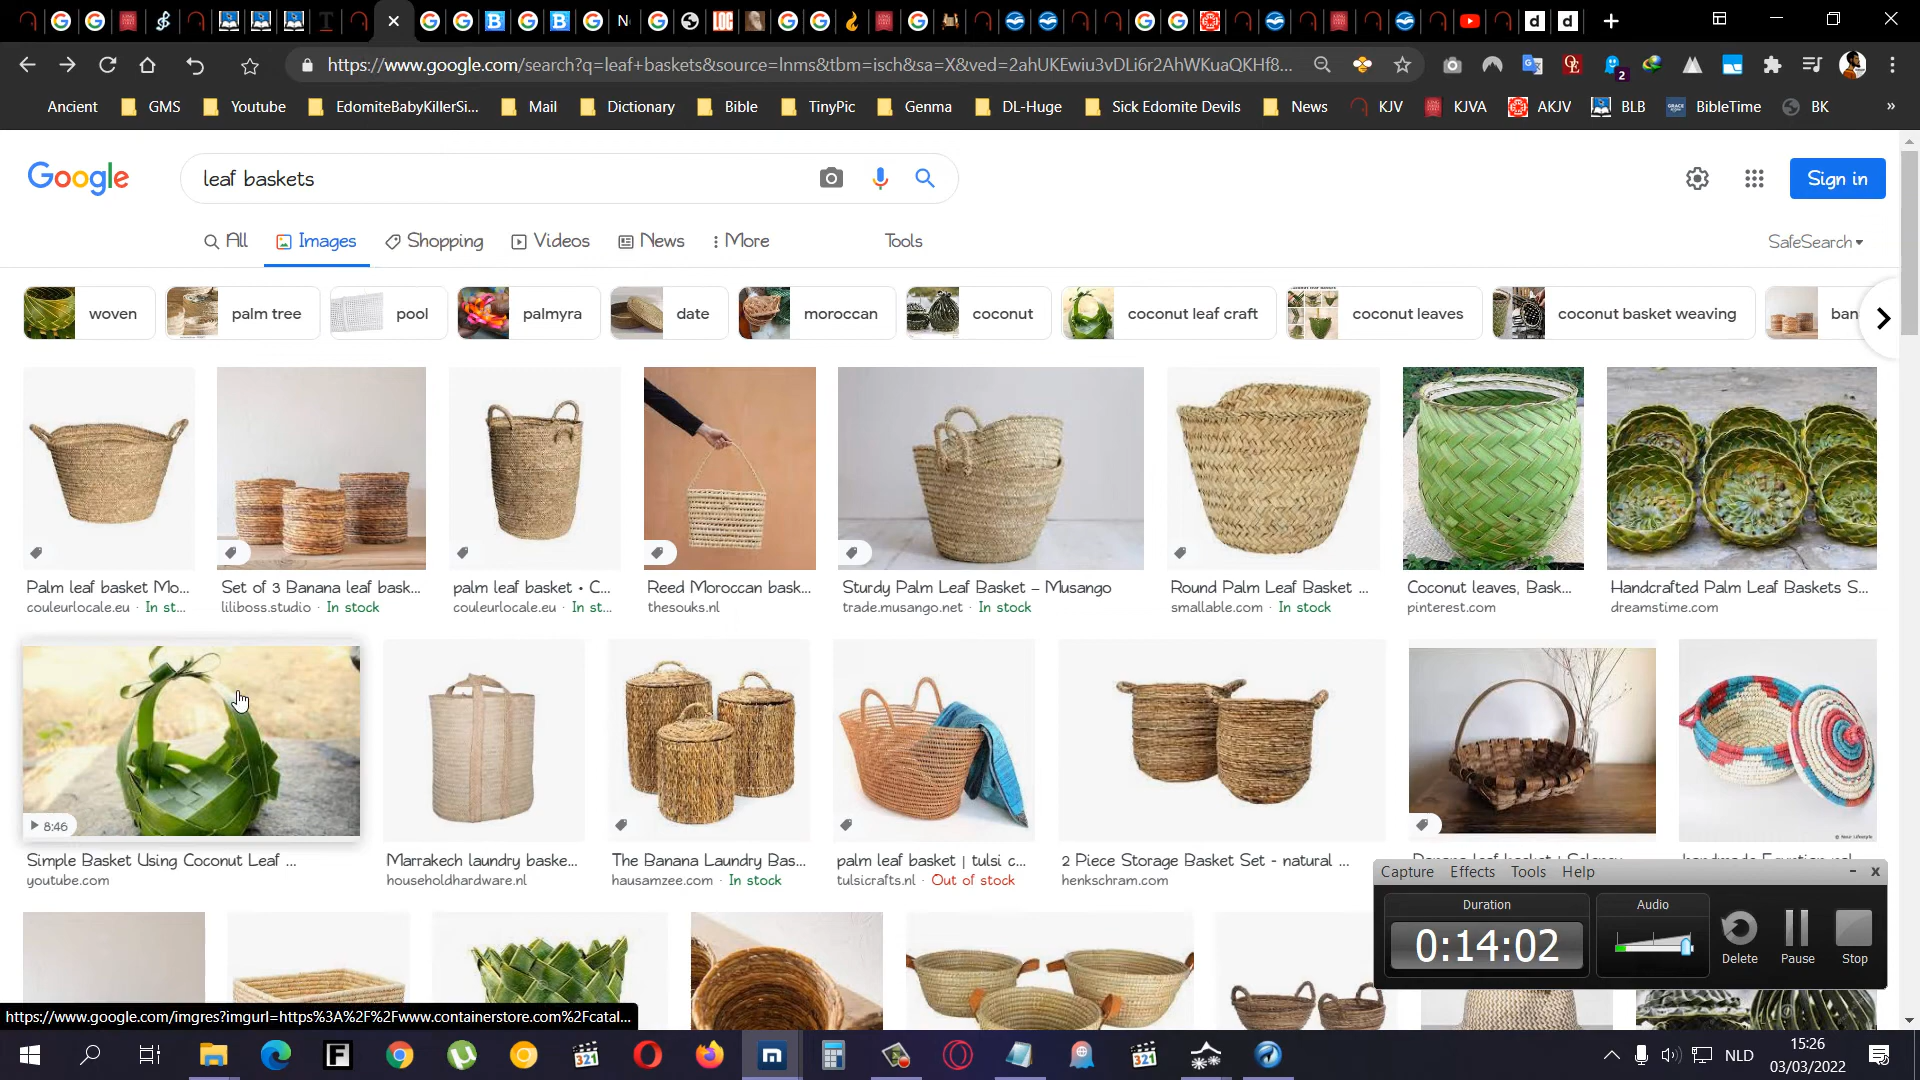 https://www.google.com/search?q=leaf+baskets&source=lnms&tbm=isch&sa=X&ved=2ahUKEwiu3vDLi6r2AhWKuaQKHf8...
Ancient GMS Youtube EdomiteBabyKillerSi... Mail Dictionary Bible TinyPic Genma DL-Huge Sick Edomite Devils News KJV KJVA AKJV BLB BibleTime BK »
Google leaf baskets Sign in
All Images Shopping Videos News More Tools SafeSearch
woven palm tree pool palmyra date moroccan coconut coconut leaf craft coconut leaves coconut basket weaving ban
Palm leaf basket Mo... Set of 3 Banana leaf bask... palm leaf basket • C... Reed Moroccan bask... Sturdy Palm Leaf Basket – Musango Round Palm Leaf Basket ... Coconut leaves, Bask... Handcrafted Palm Leaf Baskets S...
couleurlocale.eu · In st... liliboss.studio · In stock couleurlocale.eu · In st... thesouks.nl trade.musango.net · In stock smallable.com · In stock pinterest.com dreamstime.com
8:46
Simple Basket Using Coconut Leaf ... Marrakech laundry baske... The Banana Laundry Bas... palm leaf basket | tulsi c... 2 Piece Storage Basket Set - natural ...
youtube.com householdhardware.nl hausamzee.com · In stock tulsicrafts.nl · Out of stock henkschram.com
Capture Effects Tools Help - x
Duration Audio
0:14:02
Delete Pause Stop
https://www.google.com/imgres?imgurl=https%3A%2F%2Fwww.containerstore.com%2Fcatal...
NLD 15:26
03/03/2022